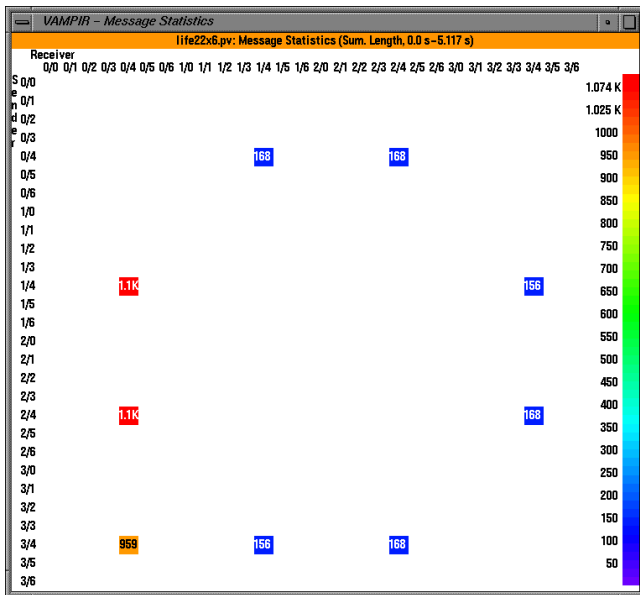 VAMPIR – Message Statistics
life22x6.pv: Message Statistics (Sum. Length, 0.0 s–5.117 s)
Receiver
0/0 0/1 0/2 0/3 0/4 0/5 0/6 1/0 1/1 1/2 1/3 1/4 1/5 1/6 2/0 2/1 2/2 2/3 2/4 2/5 2/6 3/0 3/1 3/2 3/3 3/4 3/5 3/6
Sender
0/0 1.074 K
0/1 1.025 K
0/2
0/3 1000
0/4 168 168 950
0/5 900
0/6 850
1/0 800
1/1
1/2 750
1/3 700
1/4 1.1K 156 650
1/5 600
1/6 550
2/0
2/1 500
2/2 450
2/3 400
2/4 1.1K 168 350
2/5 300
2/6 250
3/0
3/1 200
3/2 150
3/3
3/4 959 156 168 100
3/5 50
3/6